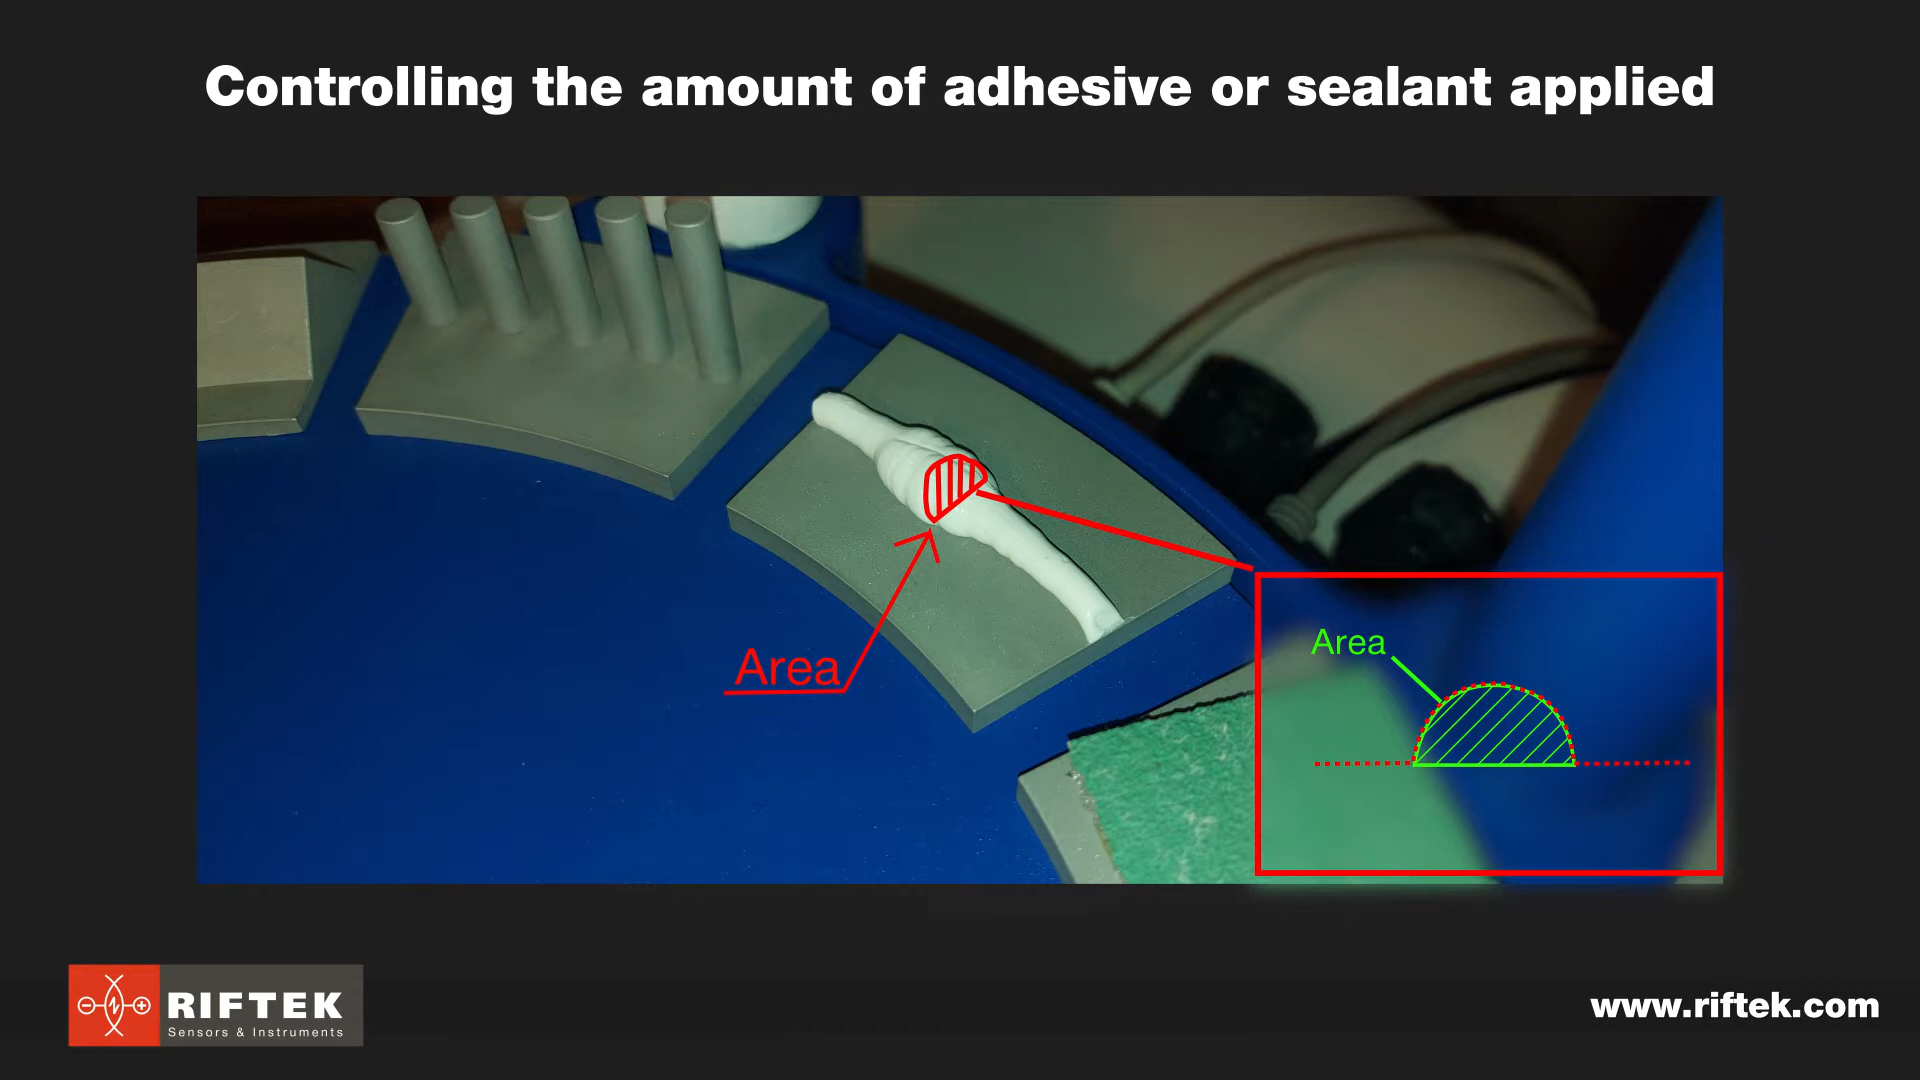 Controlling the amount of adhesive or sealant applied
Area
Area
RIFTEK
Sensors & Instruments
www.riftek.com